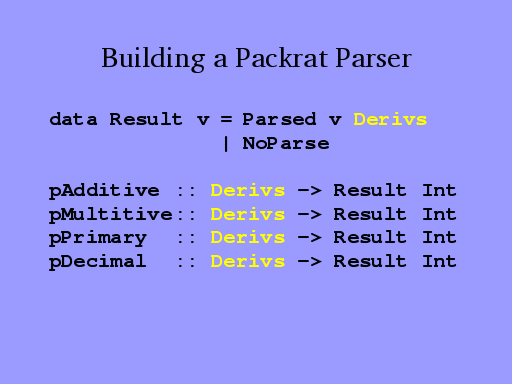 Building a Packrat Parser
data Result v = Parsed v Derivs
| NoParse
pAdditive :: Derivs -> Result Int
pMultitive:: Derivs -> Result Int
pPrimary :: Derivs -> Result Int
pDecimal :: Derivs -> Result Int